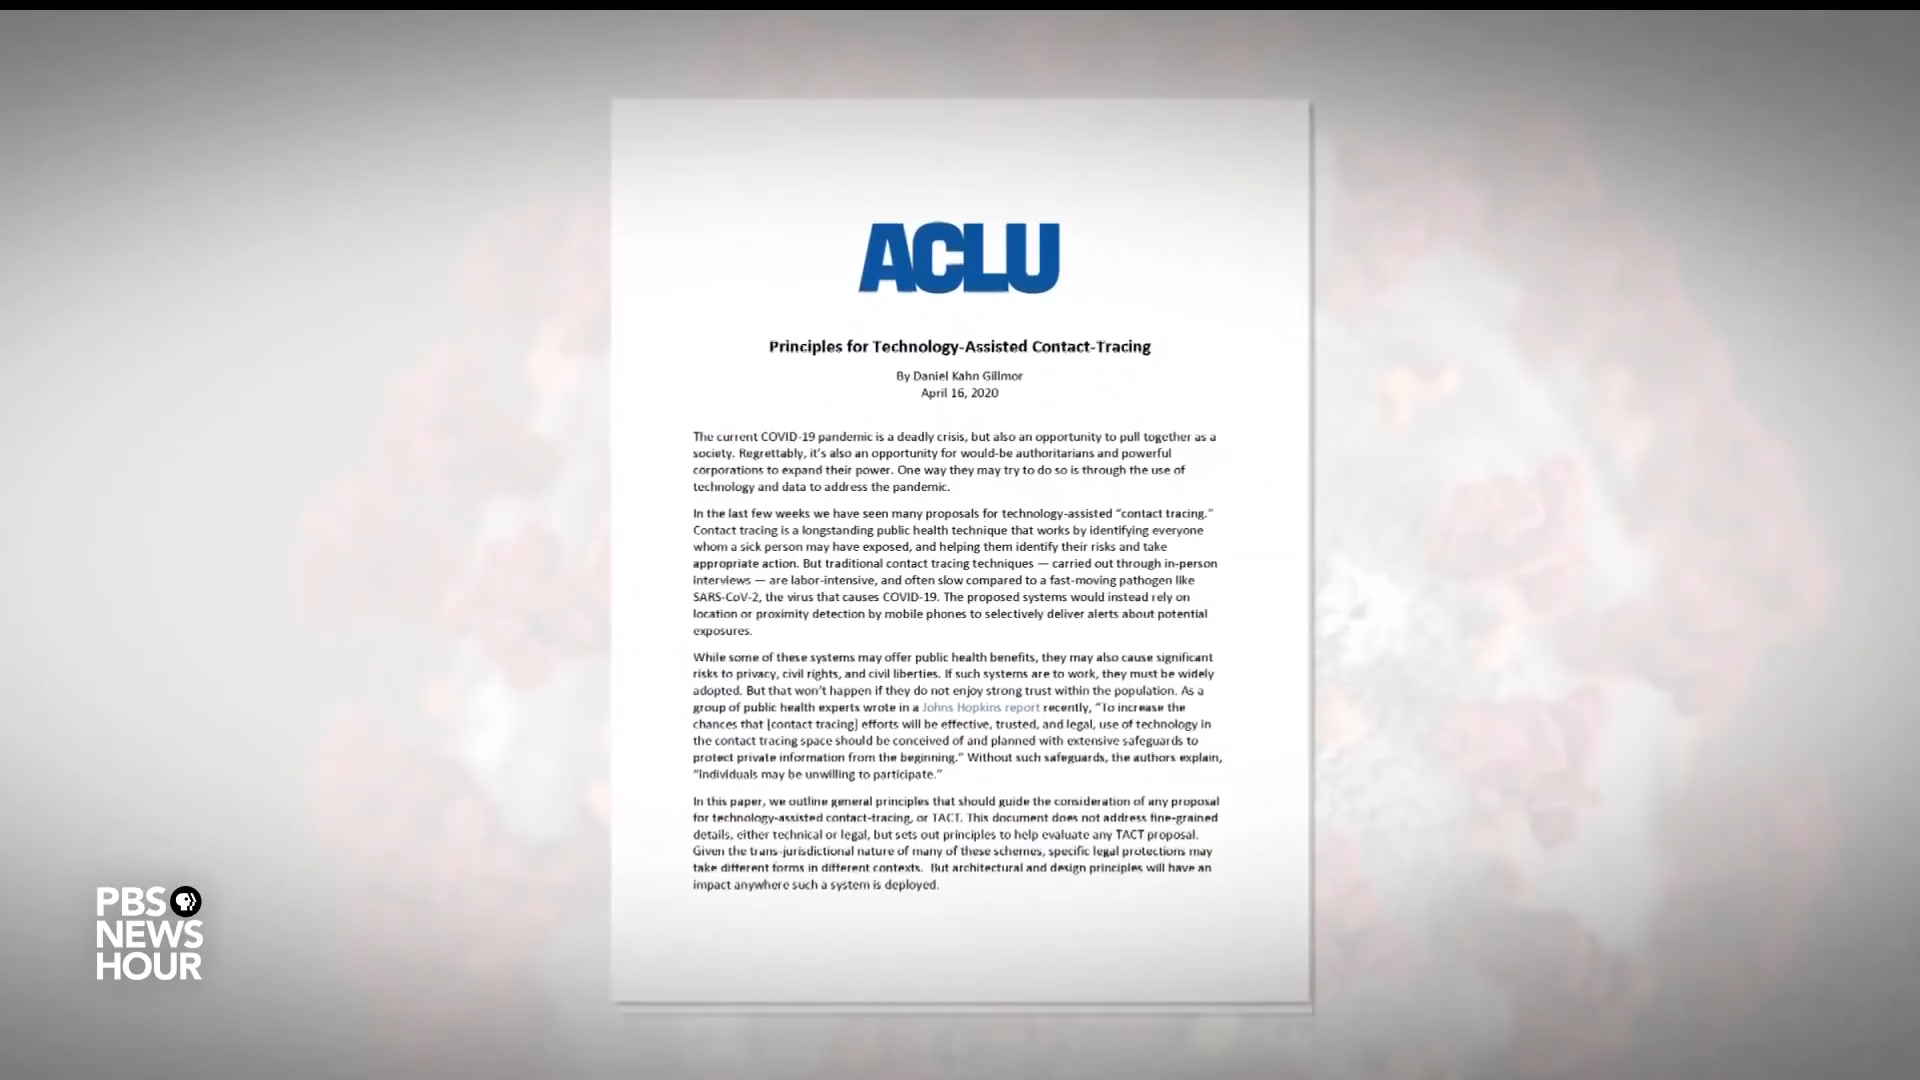 ACLU
Principles for Technology-Assisted Contact-Tracing
By Daniel Kahn Gillmor
April 16, 2020
The current COVID-19 pandemic is a deadly crisis, but also an opportunity to pull together as a
society. Regrettably, it's also an opportunity for would-be authoritarians and powerful
corporations to expand their power. One way they may try to do so is through the use of
technology and data to address the pandemic.
In the last few weeks we have seen many proposals for technology-assisted “contact tracing.”
Contact tracing is a longstanding public health technique that works by identifying everyone
whom a sick person may have exposed, and helping them identify their risks and take
appropriate action. But traditional contact tracing techniques — carried out through in-person
interviews — are labor-intensive, and often slow compared to a fast-moving pathogen like
SARS-CoV-2, the virus that causes COVID-19. The proposed systems would instead rely on
location or proximity detection by mobile phones to selectively deliver alerts about potential
exposures.
While some of these systems may offer public health benefits, they may also cause significant
risks to privacy, civil rights, and civil liberties. If such systems are to work, they must be widely
adopted. But that won't happen if they do not enjoy strong trust within the population. As a
group of public health experts wrote in a Johns Hopkins report recently, “To increase the
chances that [contact tracing] efforts will be effective, trusted, and legal, use of technology in
the contact tracing space should be conceived of and planned with extensive safeguards to
protect private information from the beginning.” Without such safeguards, the authors explain,
“individuals may be unwilling to participate.”
In this paper, we outline general principles that should guide the consideration of any proposal
for technology-assisted contact-tracing, or TACT. This document does not address fine-grained
details, either technical or legal, but sets out principles to help evaluate any TACT proposal.
Given the trans-jurisdictional nature of many of these schemes, specific legal protections may
take different forms in different contexts. But architectural and design principles will have an
impact anywhere such a system is deployed.
PBS
NEWS
HOUR